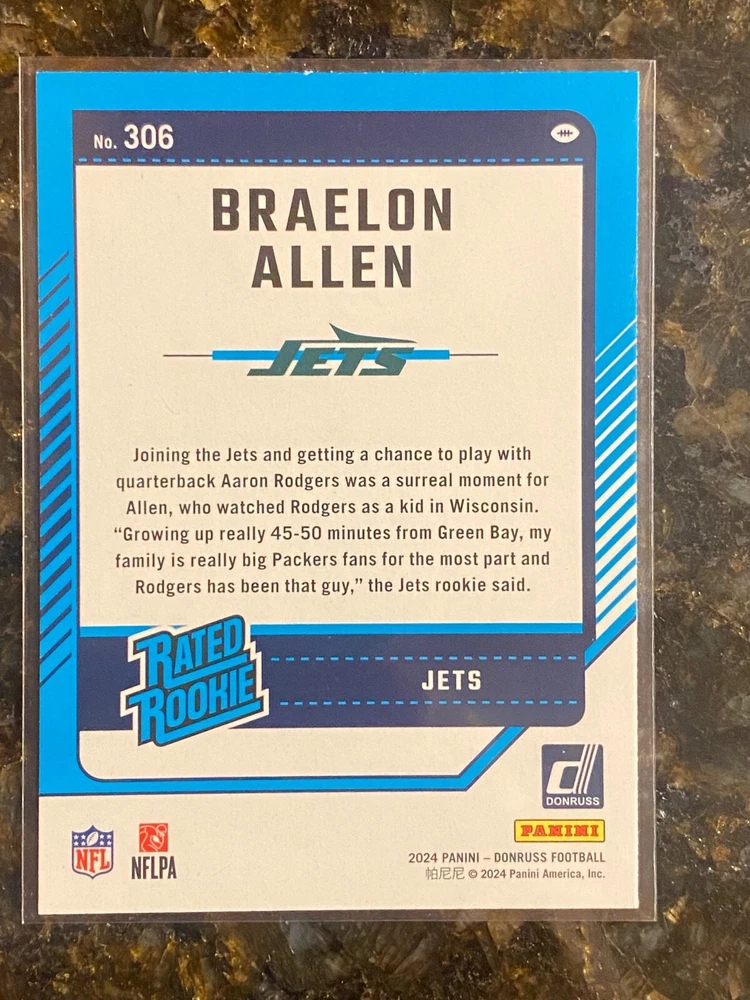 No. 306
BRAELON
ALLEN
JETS
Joining the Jets and getting a chance to play with
quarterback Aaron Rodgers was a surreal moment for
Allen, who watched Rodgers as a kid in Wisconsin.
“Growing up really 45-50 minutes from Green Bay, my
family is really big Packers fans for the most part and
Rodgers has been that guy,” the Jets rookie said.
RATED
ROOKIE
JETS
d
DONRUSS
PANINI
NFL
NFLPA
2024 PANINI – DONRUSS FOOTBALL
帕尼尼 © 2024 Panini America, Inc.